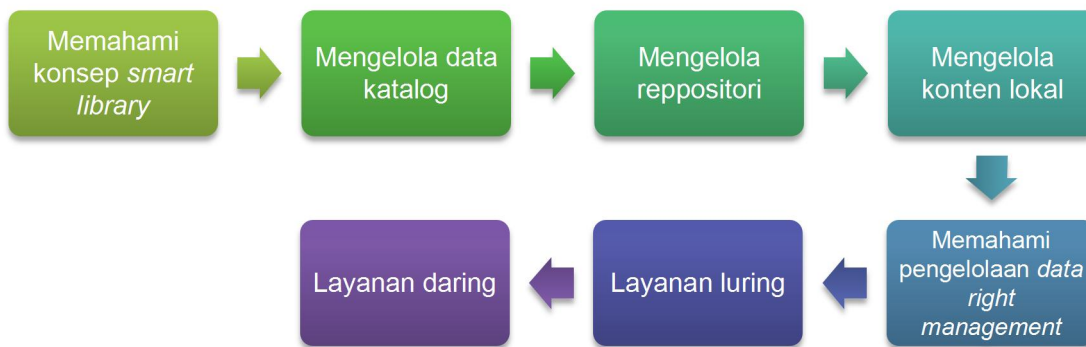 Memahami
konsep smart
library
Mengelola data
katalog
Mengelola
reppositori
Mengelola
konten lokal
Memahami
pengelolaan data
right
management
Layanan luring
Layanan daring